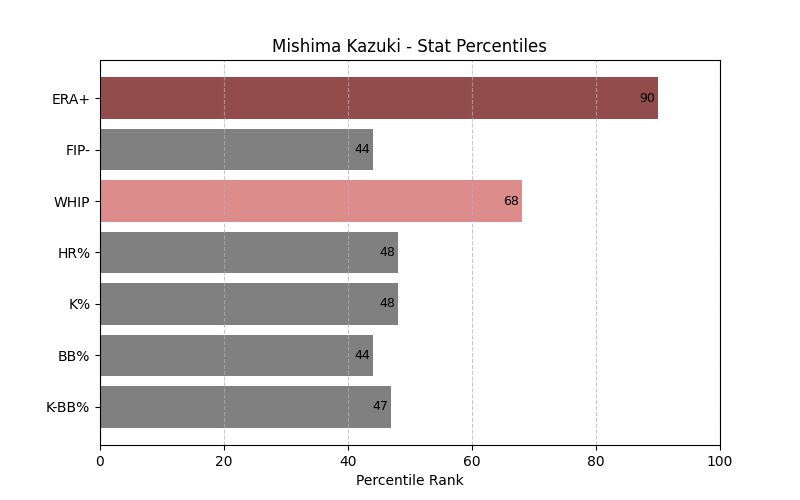 Mishima Kazuki - Stat Percentiles
ERA+ 90
FIP- 44
WHIP 68
HR% 48
K% 48
BB% 44
K-BB% 47
0 20 40 60 80 100
Percentile Rank